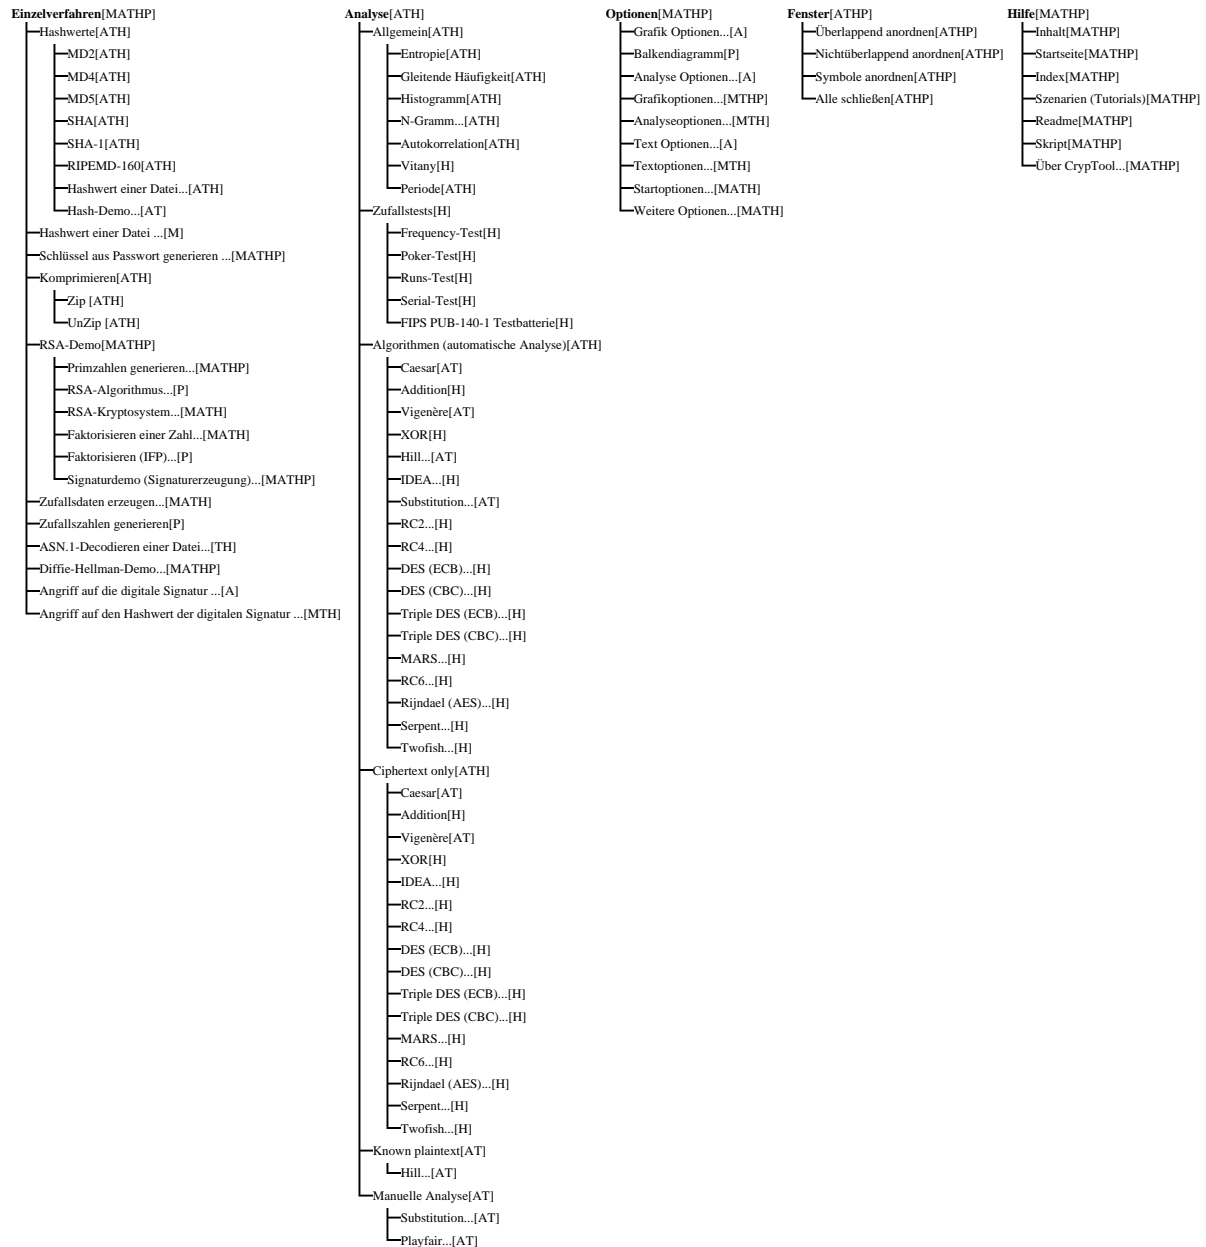 Einzelverfahren[MATHP]
Hashwerte[ATH]
MD2[ATH]
MD4[ATH]
MD5[ATH]
SHA[ATH]
SHA-1[ATH]
RIPEMD-160[ATH]
Hashwert einer Datei...[ATH]
Hash-Demo...[AT]
Hashwert einer Datei ...[M]
Schlüssel aus Passwort generieren ...[MATHP]
Komprimieren[ATH]
Zip [ATH]
UnZip [ATH]
RSA-Demo[MATHP]
Primzahlen generieren...[MATHP]
RSA-Algorithmus...[P]
RSA-Kryptosystem...[MATH]
Faktorisieren einer Zahl...[MATH]
Faktorisieren (IFP)...[P]
Signaturdemo (Signaturerzeugung)...[MATHP]
Zufallsdaten erzeugen...[MATH]
Zufallszahlen generieren[P]
ASN.1-Decodieren einer Datei...[TH]
Diffie-Hellman-Demo...[MATHP]
Angriff auf die digitale Signatur ...[A]
Angriff auf den Hashwert der digitalen Signatur ...[MTH]
Analyse[ATH]
Allgemein[ATH]
Entropie[ATH]
Gleitende Häufigkeit[ATH]
Histogramm[ATH]
N-Gramm...[ATH]
Autokorrelation[ATH]
Vitany[H]
Periode[ATH]
Zufallstests[H]
Frequency-Test[H]
Poker-Test[H]
Runs-Test[H]
Serial-Test[H]
FIPS PUB-140-1 Testbatterie[H]
Algorithmen (automatische Analyse)[ATH]
Caesar[AT]
Addition[H]
Vigenère[AT]
XOR[H]
Hill...[AT]
IDEA...[H]
Substitution...[AT]
RC2...[H]
RC4...[H]
DES (ECB)...[H]
DES (CBC)...[H]
Triple DES (ECB)...[H]
Triple DES (CBC)...[H]
MARS...[H]
RC6...[H]
Rijndael (AES)...[H]
Serpent...[H]
Twofish...[H]
Ciphertext only[ATH]
Caesar[AT]
Addition[H]
Vigenère[AT]
XOR[H]
IDEA...[H]
RC2...[H]
RC4...[H]
DES (ECB)...[H]
DES (CBC)...[H]
Triple DES (ECB)...[H]
Triple DES (CBC)...[H]
MARS...[H]
RC6...[H]
Rijndael (AES)...[H]
Serpent...[H]
Twofish...[H]
Known plaintext[AT]
Hill...[AT]
Manuelle Analyse[AT]
Substitution...[AT]
Playfair...[AT]
Optionen[MATHP]
Grafik Optionen...[A]
Balkendiagramm[P]
Analyse Optionen...[A]
Grafikoptionen...[MTHP]
Analyseoptionen...[MTH]
Text Optionen...[A]
Textoptionen...[MTH]
Startoptionen...[MATH]
Weitere Optionen...[MATH]
Fenster[ATHP]
Überlappend anordnen[ATHP]
Nichtüberlappend anordnen[ATHP]
Symbole anordnen[ATHP]
Alle schließen[ATHP]
Hilfe[MATHP]
Inhalt[MATHP]
Startseite[MATHP]
Index[MATHP]
Szenarien (Tutorials)[MATHP]
Readme[MATHP]
Skript[MATHP]
Über CrypTool...[MATHP]